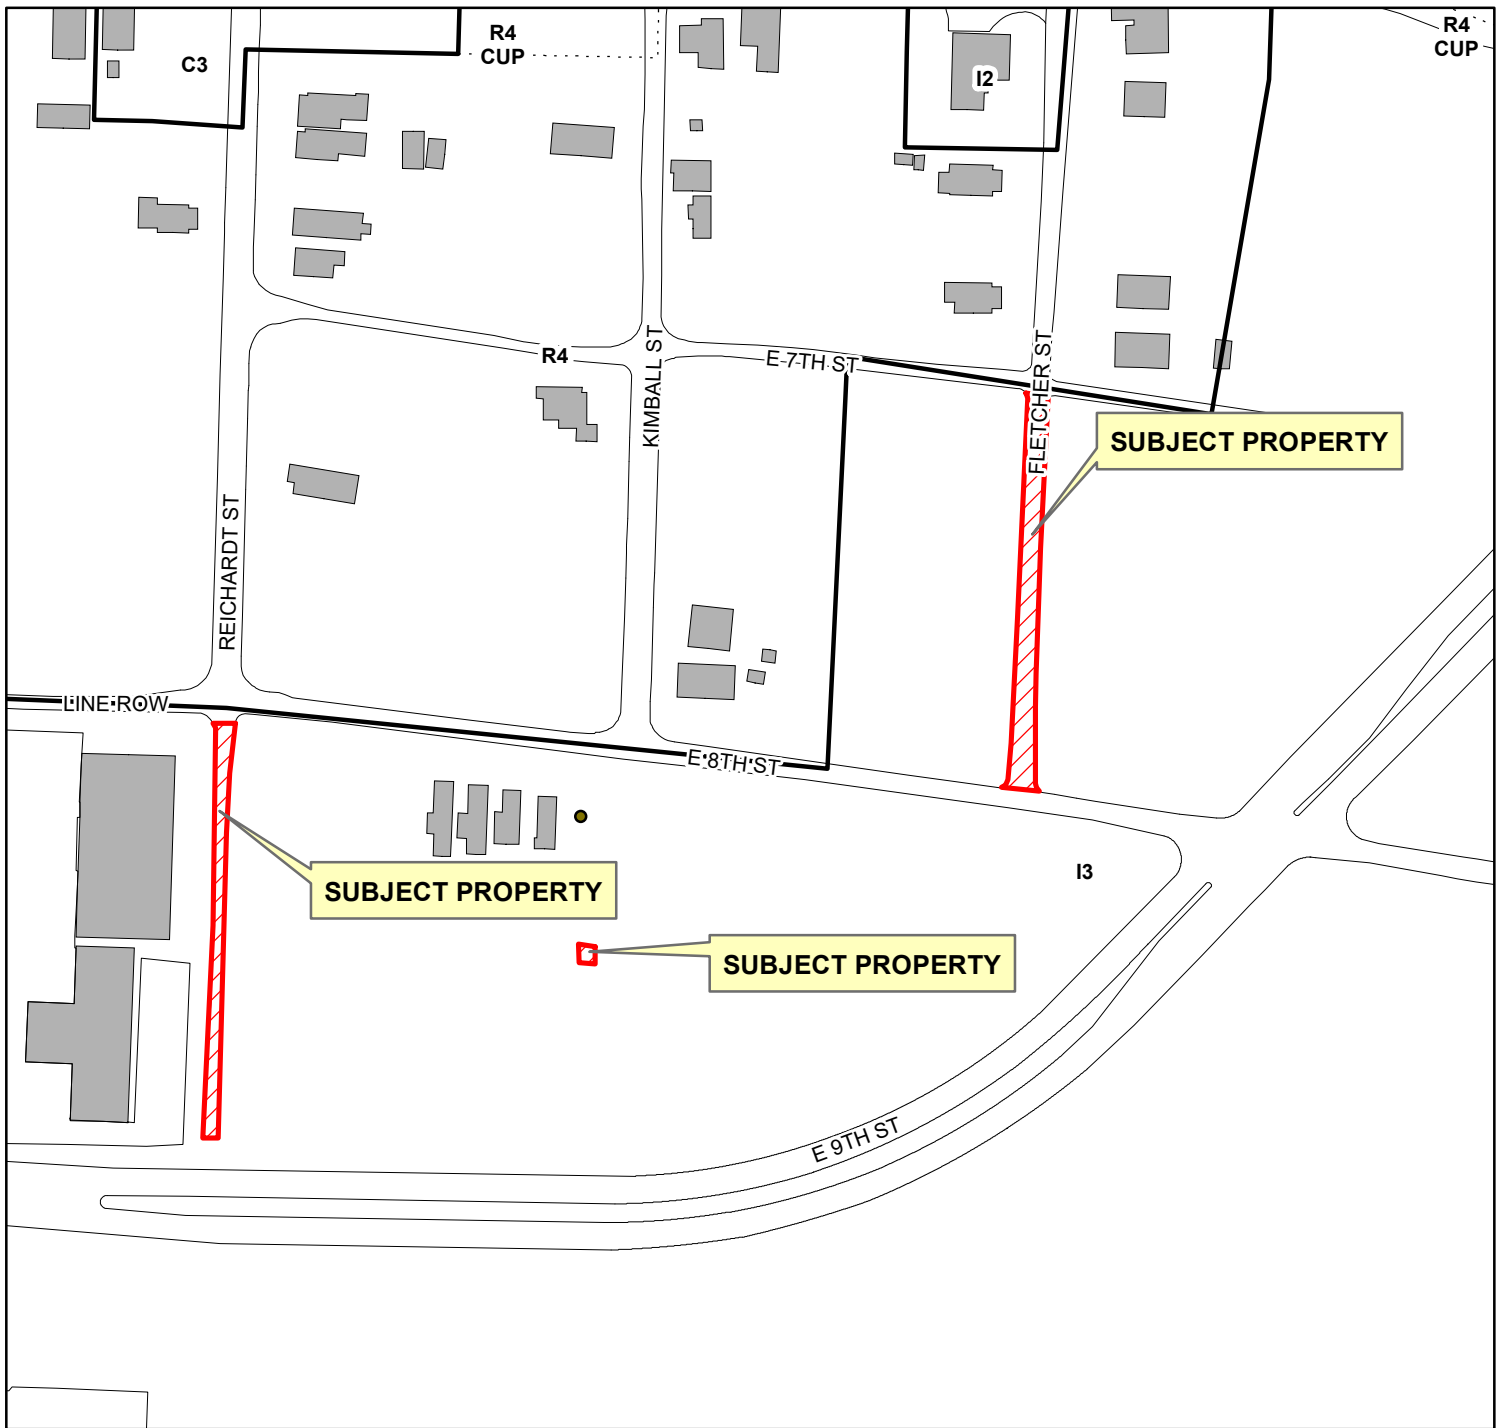 R4
CUP
R4
CUP
C3
I2
R4
E 7TH ST
KIMBALL ST
FLETCHER ST
SUBJECT PROPERTY
REICHARDT ST
LINE ROW
E 8TH ST
I3
SUBJECT PROPERTY
SUBJECT PROPERTY
E 9TH ST